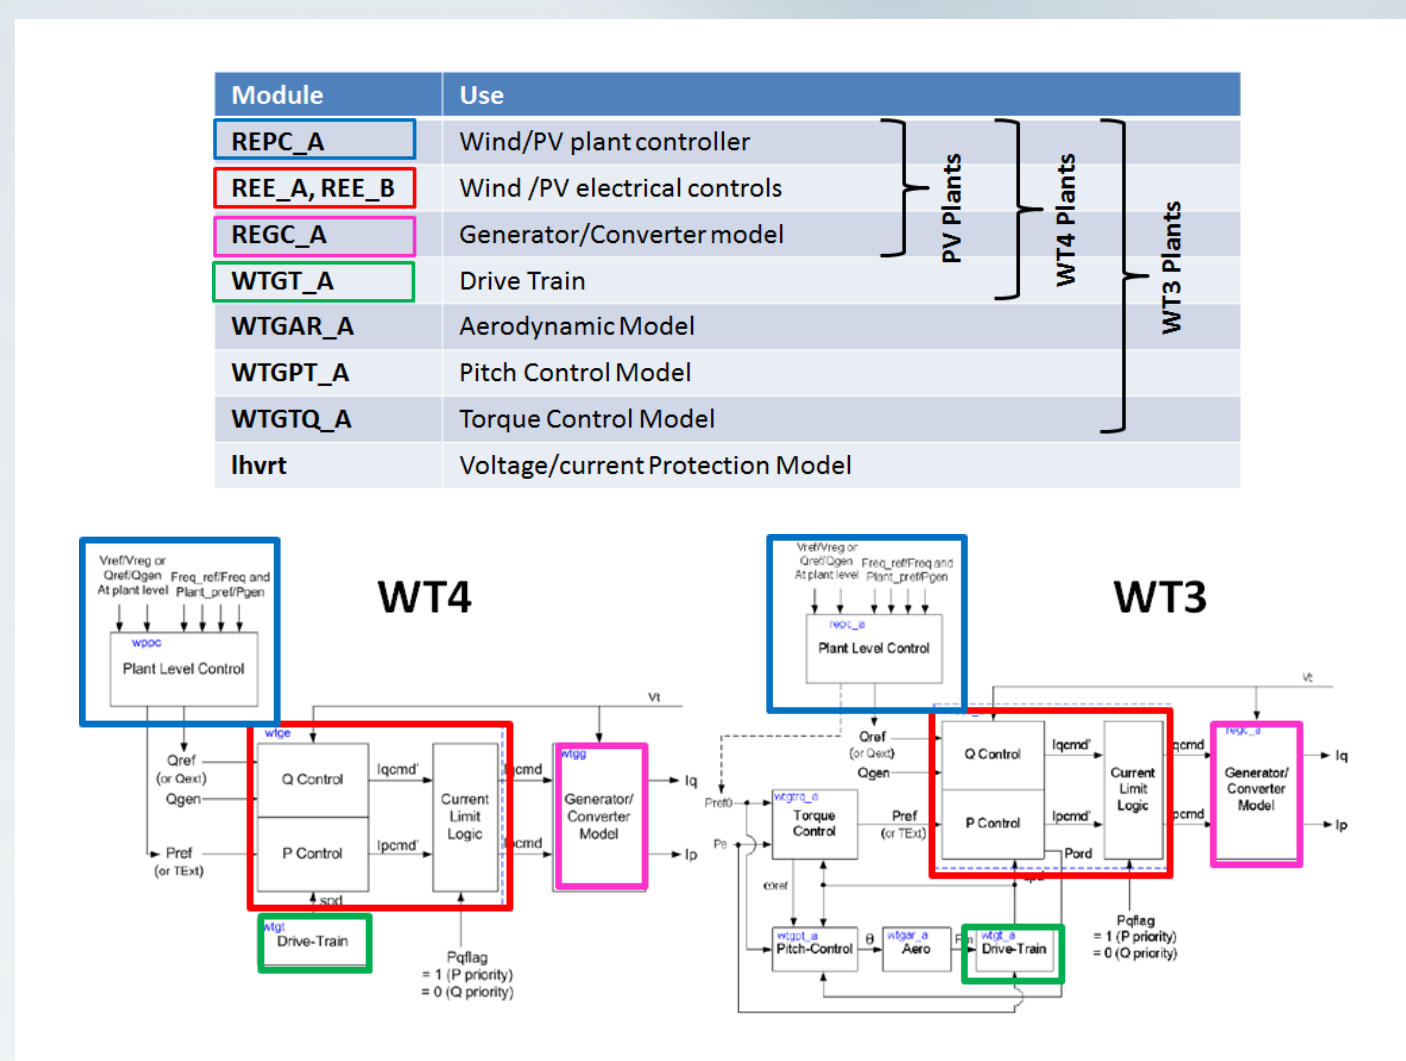 Module Use
REPC_A Wind/PV plant controller
REE_A, REE_B Wind /PV electrical controls
REGC_A Generator/Converter model
WTGT_A Drive Train
WTGAR_A Aerodynamic Model
WTGPT_A Pitch Control Model
WTGTQ_A Torque Control Model
lhvrt Voltage/current Protection Model
PV Plants
WT4 Plants
WT3 Plants
WT4
Vref/Vreg or
Qref/Qgen Freq_ref/Freq and
At plant level Plant_pref/Pgen
wppc
Plant Level Control
Vt
wtge
Qref
(or Qext)
Qgen
Q Control
Iqcmd'
Pref
(or TExt)
P Control
Ipcmd'
Current
Limit
Logic
Iqcmd
Ipcmd
wtgg
Generator/
Converter
Model
Iq
Ip
spd
wtgt
Drive-Train
Pqflag
= 1 (P priority)
= 0 (Q priority)
WT3
Vref/Vreg or
Qref/Qgen Freq_ref/Freq and
At plant level Plant_pref/Pgen
repc_a
Plant Level Control
Vt
Qref
(or Qext)
Qgen
Q Control
Iqcmd'
Pref0
Pe
wtgtrq_a
Torque
Control
Pref
(or TExt)
P Control
Ipcmd'
Pord
Current
Limit
Logic
Iqcmd
Ipcmd
regc_a
Generator/
Converter
Model
Iq
Ip
spd
ωref
wtgpt_a
Pitch-Control
θ
wtgar_a
Aero
Pm
wtgt_a
Drive-Train
Pqflag
= 1 (P priority)
= 0 (Q priority)